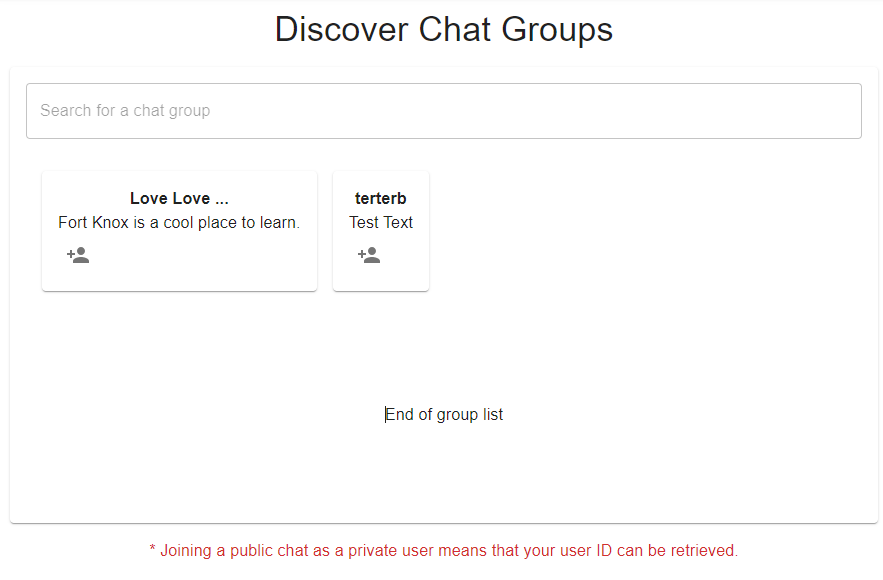 Discover Chat Groups
Search for a chat group
Love Love ...
Fort Knox is a cool place to learn.
terterb
Test Text
End of group list
* Joining a public chat as a private user means that your user ID can be retrieved.